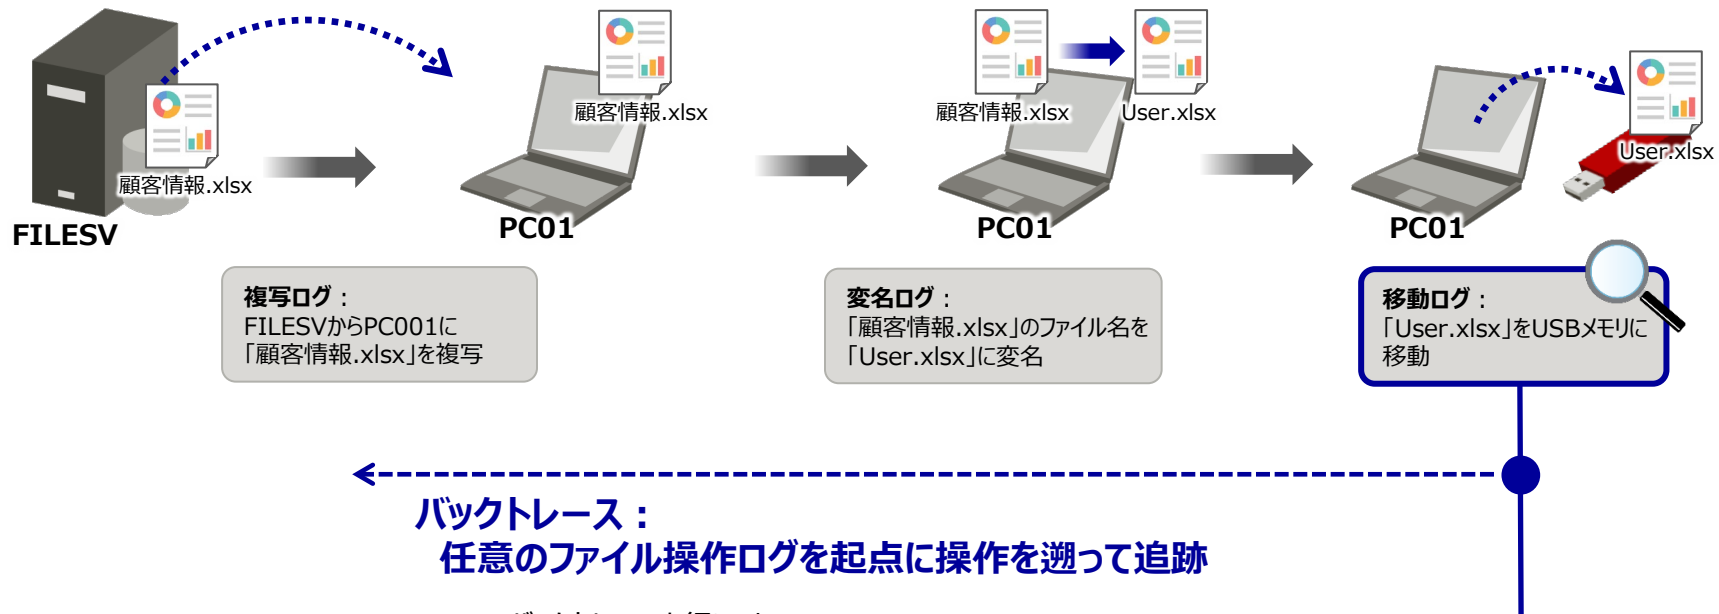 顧客情報.xlsx
FILESV
顧客情報.xlsx
PC01
顧客情報.xlsx
User.xlsx
PC01
User.xlsx
PC01
複写ログ：
FILESVからPC001に
「顧客情報.xlsx」を複写
変名ログ：
「顧客情報.xlsx」のファイル名を
「User.xlsx」に変名
移動ログ：
「User.xlsx」をUSBメモリに
移動
バックトレース：
任意のファイル操作ログを起点に操作を遡って追跡